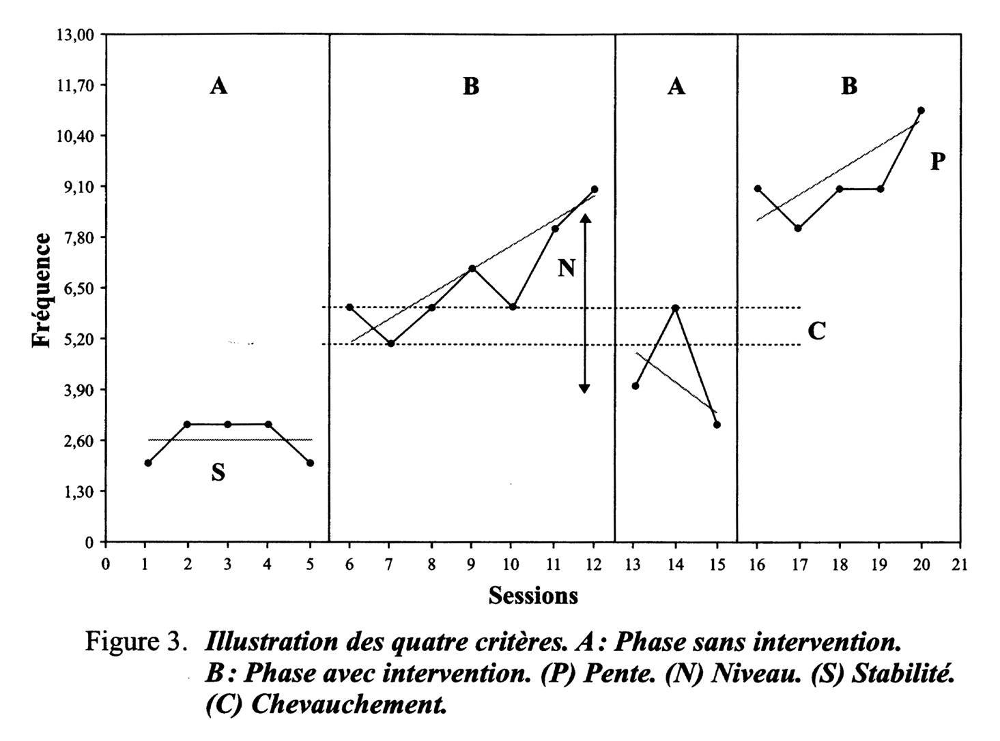 13,00
11,70
10,40
9,10
7,80
6,50
5,20
3,90
2,60
1,30
0
Fréquence
A
B
A
B
P
N
C
S
0 1 2 3 4 5 6 7 8 9 10 11 12 13 14 15 16 17 18 19 20 21
Sessions
Figure 3. Illustration des quatre critères. A : Phase sans intervention.
B : Phase avec intervention. (P) Pente. (N) Niveau. (S) Stabilité.
(C) Chevauchement.